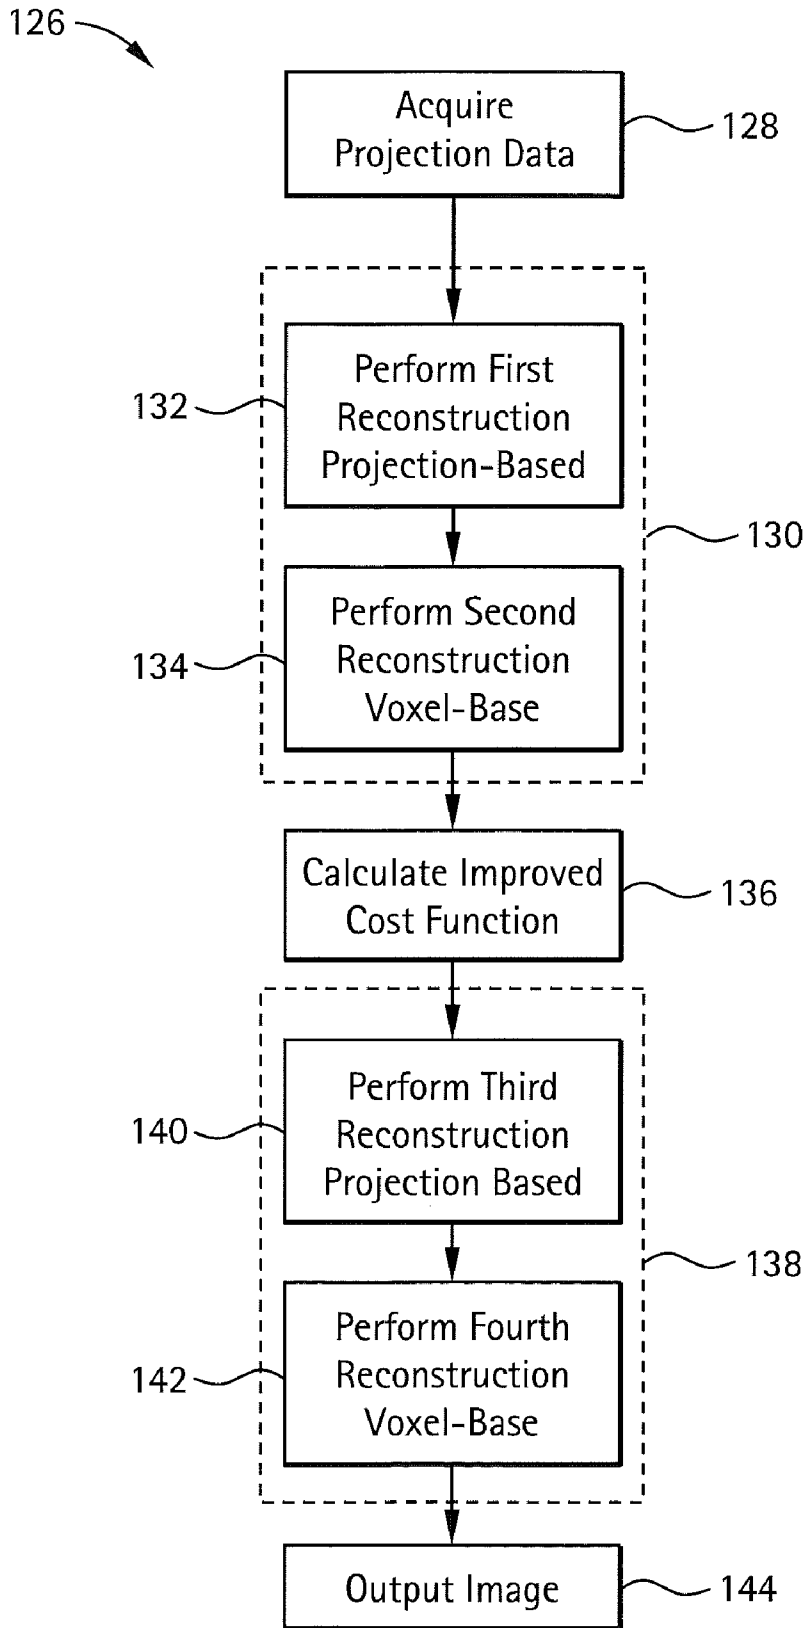 126
Acquire
Projection Data
128
Perform First
Reconstruction
Projection-Based
132
130
Perform Second
Reconstruction
Voxel-Base
134
Calculate Improved
Cost Function
136
Perform Third
Reconstruction
Projection Based
140
138
Perform Fourth
Reconstruction
Voxel-Base
142
Output Image
144